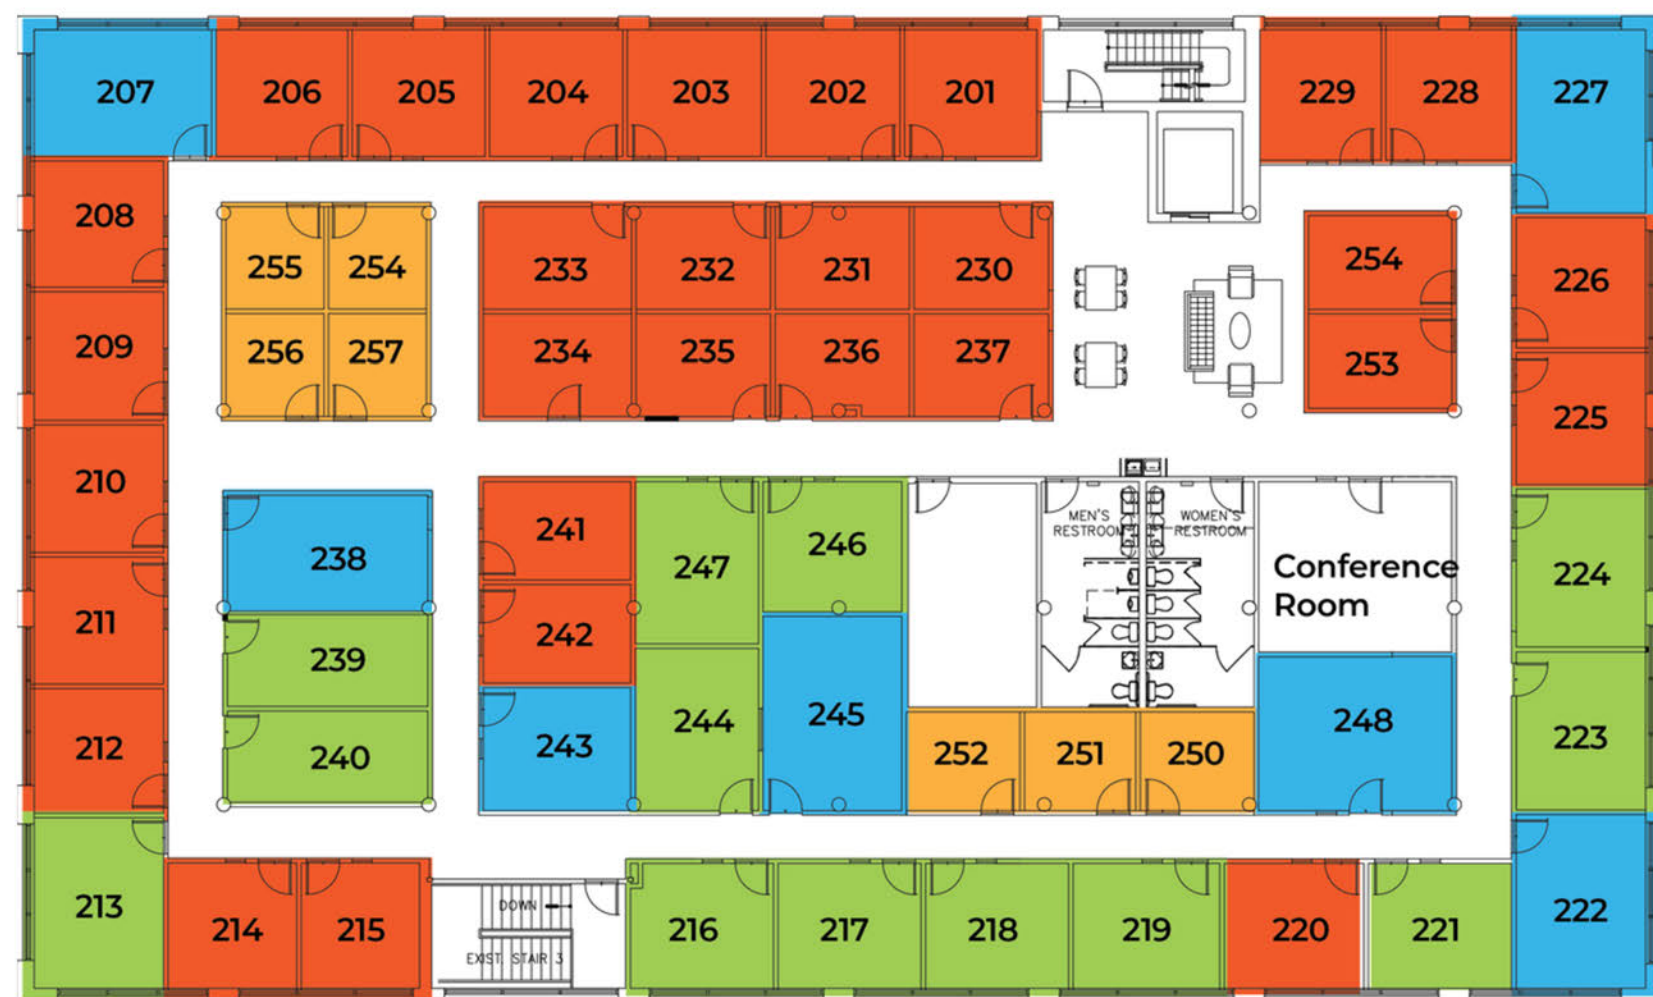 207 206 205 204 203 202 201 229 228 227
208 255 254 233 232 231 230 254 226
209 256 257 234 235 236 237 253 225
210
238 241 247 246 MEN'S WOMEN'S
RESTROOM RESTROOM
Conference
Room
224
211 239 242
212 240 243 244 245 252 251 250 248 223
213 214 215 DOWN 216 217 218 219 220 221 222
EXIST. STAIR 3